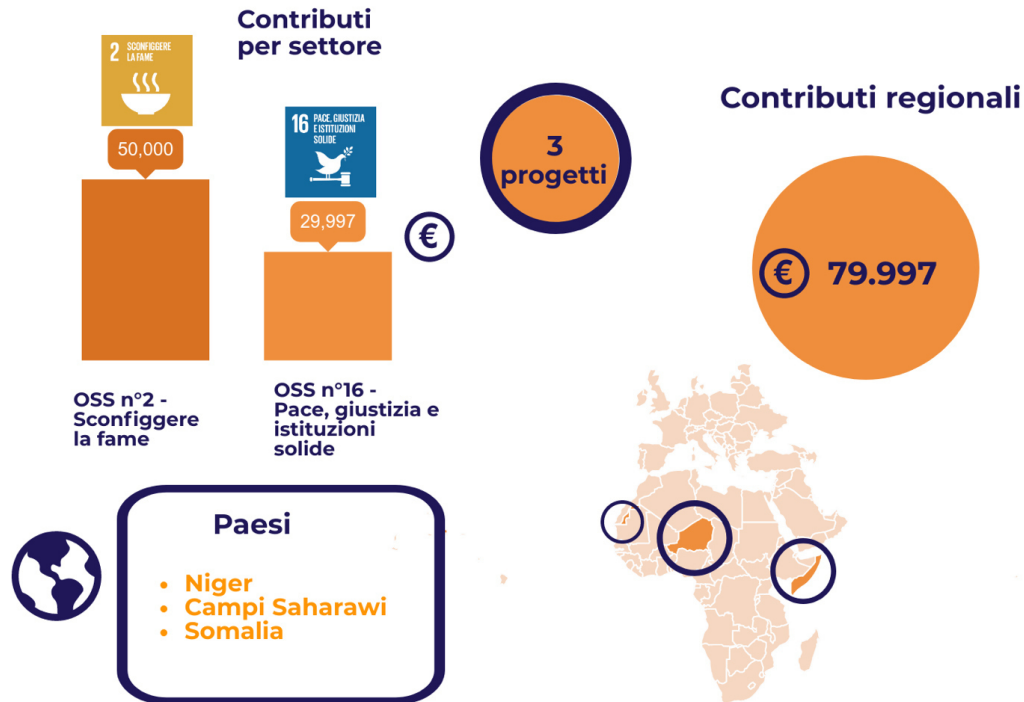 Contributi
per settore
2 SCONFIGGERE
LA FAME
50,000
16 PACE, GIUSTIZIA
E ISTITUZIONI
SOLIDE
29,997
€
OSS n°2 -
Sconfiggere
la fame
OSS n°16 -
Pace, giustizia e
istituzioni
solide
3
progetti
Contributi regionali
€ 79.997
Paesi
• Niger
• Campi Saharawi
• Somalia